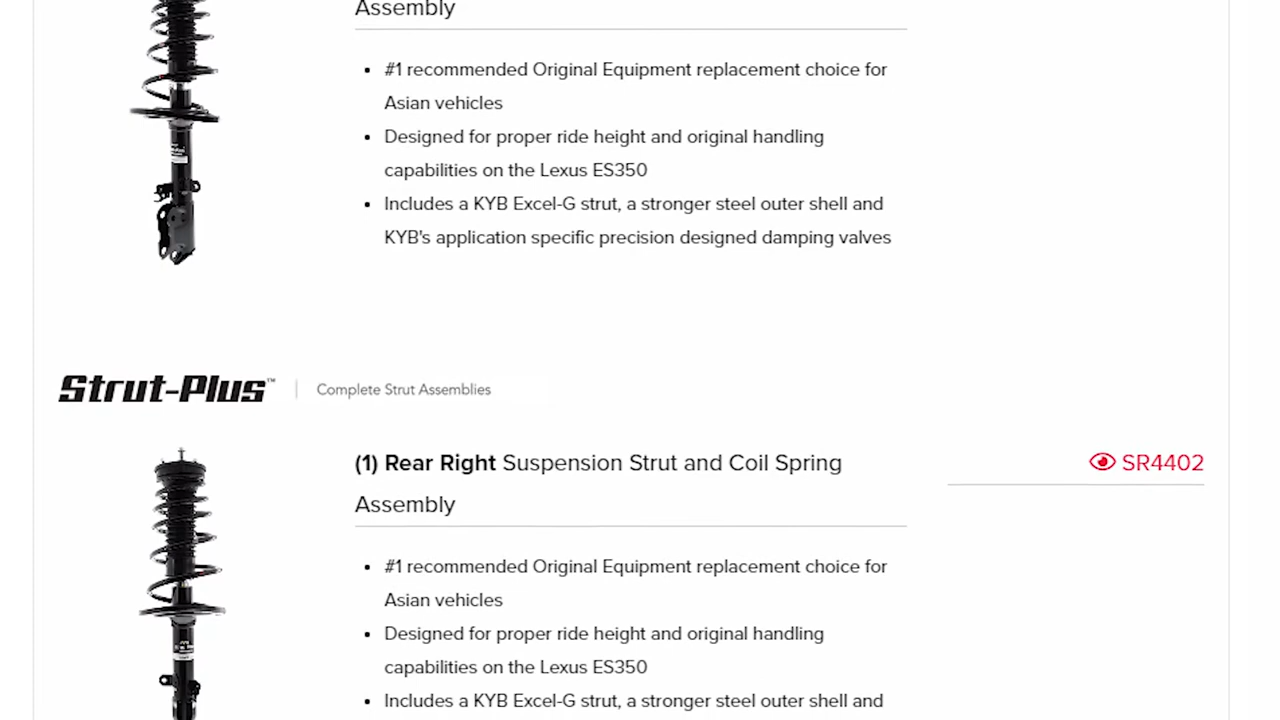 Assembly
#1 recommended Original Equipment replacement choice for
Asian vehicles
Designed for proper ride height and original handling
capabilities on the Lexus ES350
Includes a KYB Excel-G strut, a stronger steel outer shell and
KYB's application specific precision designed damping valves
Strut-Plus™ | Complete Strut Assemblies
(1) Rear Right Suspension Strut and Coil Spring
Assembly
SR4402
#1 recommended Original Equipment replacement choice for
Asian vehicles
Designed for proper ride height and original handling
capabilities on the Lexus ES350
Includes a KYB Excel-G strut, a stronger steel outer shell and